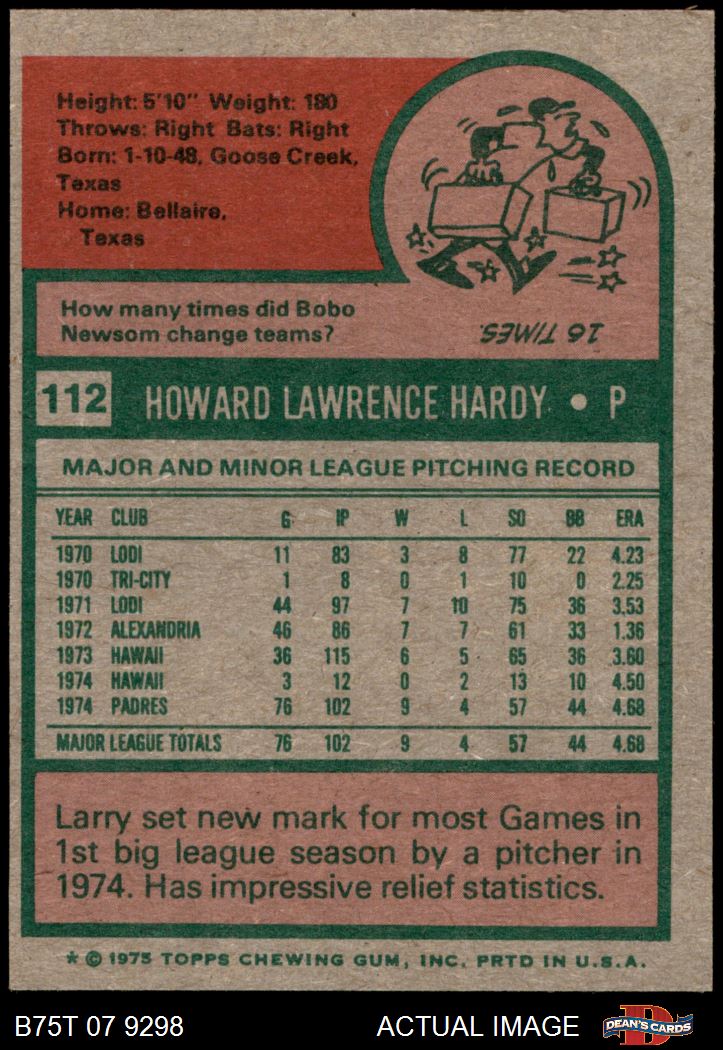 Height: 5'10" Weight: 180
Throws: Right Bats: Right
Born: 1-10-48, Goose Creek,
Texas
Home: Bellaire,
Texas
How many times did Bobo
Newsom change teams?
16 TIMES.
112 HOWARD LAWRENCE HARDY • P
MAJOR AND MINOR LEAGUE PITCHING RECORD
YEAR CLUB G IP W L SO BB ERA
1970 LODI 11 83 3 8 77 22 4.23
1970 TRI-CITY 1 8 0 1 10 0 2.25
1971 LODI 44 97 7 10 75 36 3.53
1972 ALEXANDRIA 46 86 7 7 61 33 1.36
1973 HAWAII 36 115 6 5 65 36 3.60
1974 HAWAII 3 12 0 2 13 10 4.50
1974 PADRES 76 102 9 4 57 44 4.68
MAJOR LEAGUE TOTALS 76 102 9 4 57 44 4.68
Larry set new mark for most Games in
1st big league season by a pitcher in
1974. Has impressive relief statistics.
* © 1975 TOPPS CHEWING GUM, INC. PRTD IN U.S.A.
B75T 07 9298 ACTUAL IMAGE DEAN'S CARDS